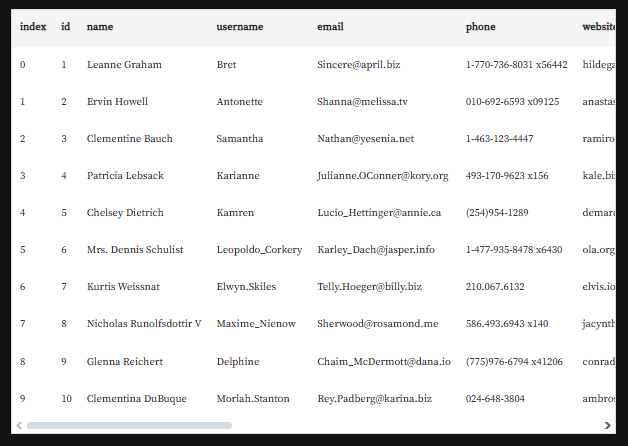 index id name username email phone website
0 1 Leanne Graham Bret Sincere@april.biz 1-770-736-8031 x56442 hildega
1 2 Ervin Howell Antonette Shanna@melissa.tv 010-692-6593 x09125 anastas
2 3 Clementine Bauch Samantha Nathan@yesenia.net 1-463-123-4447 ramiro
3 4 Patricia Lebsack Karianne Julianne.OConner@kory.org 493-170-9623 x156 kale.bi
4 5 Chelsey Dietrich Kamren Lucio_Hettinger@annie.ca (254)954-1289 demarc
5 6 Mrs. Dennis Schulist Leopoldo_Corkery Karley_Dach@jasper.info 1-477-935-8478 x6430 ola.org
6 7 Kurtis Weissnat Elwyn.Skiles Telly.Hoeger@billy.biz 210.067.6132 elvis.io
7 8 Nicholas Runolfsdottir V Maxime_Nienow Sherwood@rosamond.me 586.493.6943 x140 jacynth
8 9 Glenna Reichert Delphine Chaim_McDermott@dana.io (775)976-6794 x41206 conrad
9 10 Clementina DuBuque Moriah.Stanton Rey.Padberg@karina.biz 024-648-3804 ambros